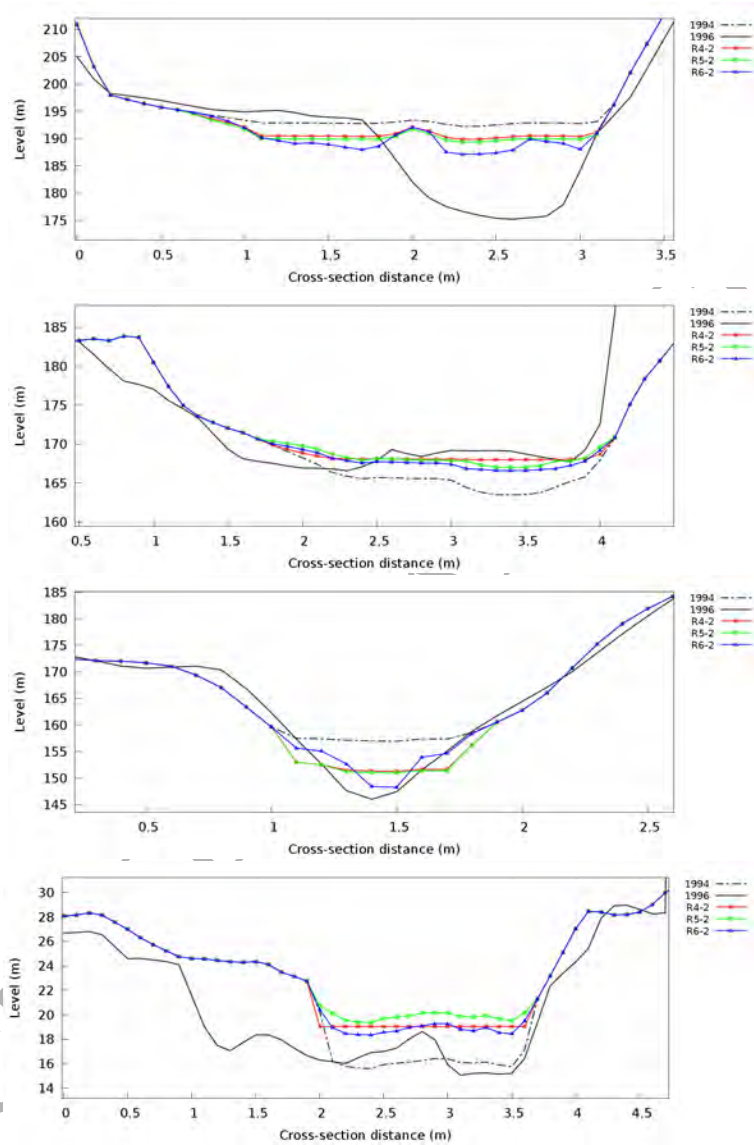 210
205
200
195
190
185
180
175
Level (m)
0 0.5 1 1.5 2 2.5 3 3.5
Cross-section distance (m)
1994
1996
R4-2
R5-2
R6-2
185
180
175
170
165
160
Level (m)
0.5 1 1.5 2 2.5 3 3.5 4
Cross-section distance (m)
1994
1996
R4-2
R5-2
R6-2
185
180
175
170
165
160
155
150
145
Level (m)
0.5 1 1.5 2 2.5
Cross-section distance (m)
1994
1996
R4-2
R5-2
R6-2
30
28
26
24
22
20
18
16
14
Level (m)
0 0.5 1 1.5 2 2.5 3 3.5 4 4.5
Cross-section distance (m)
1994
1996
R4-2
R5-2
R6-2